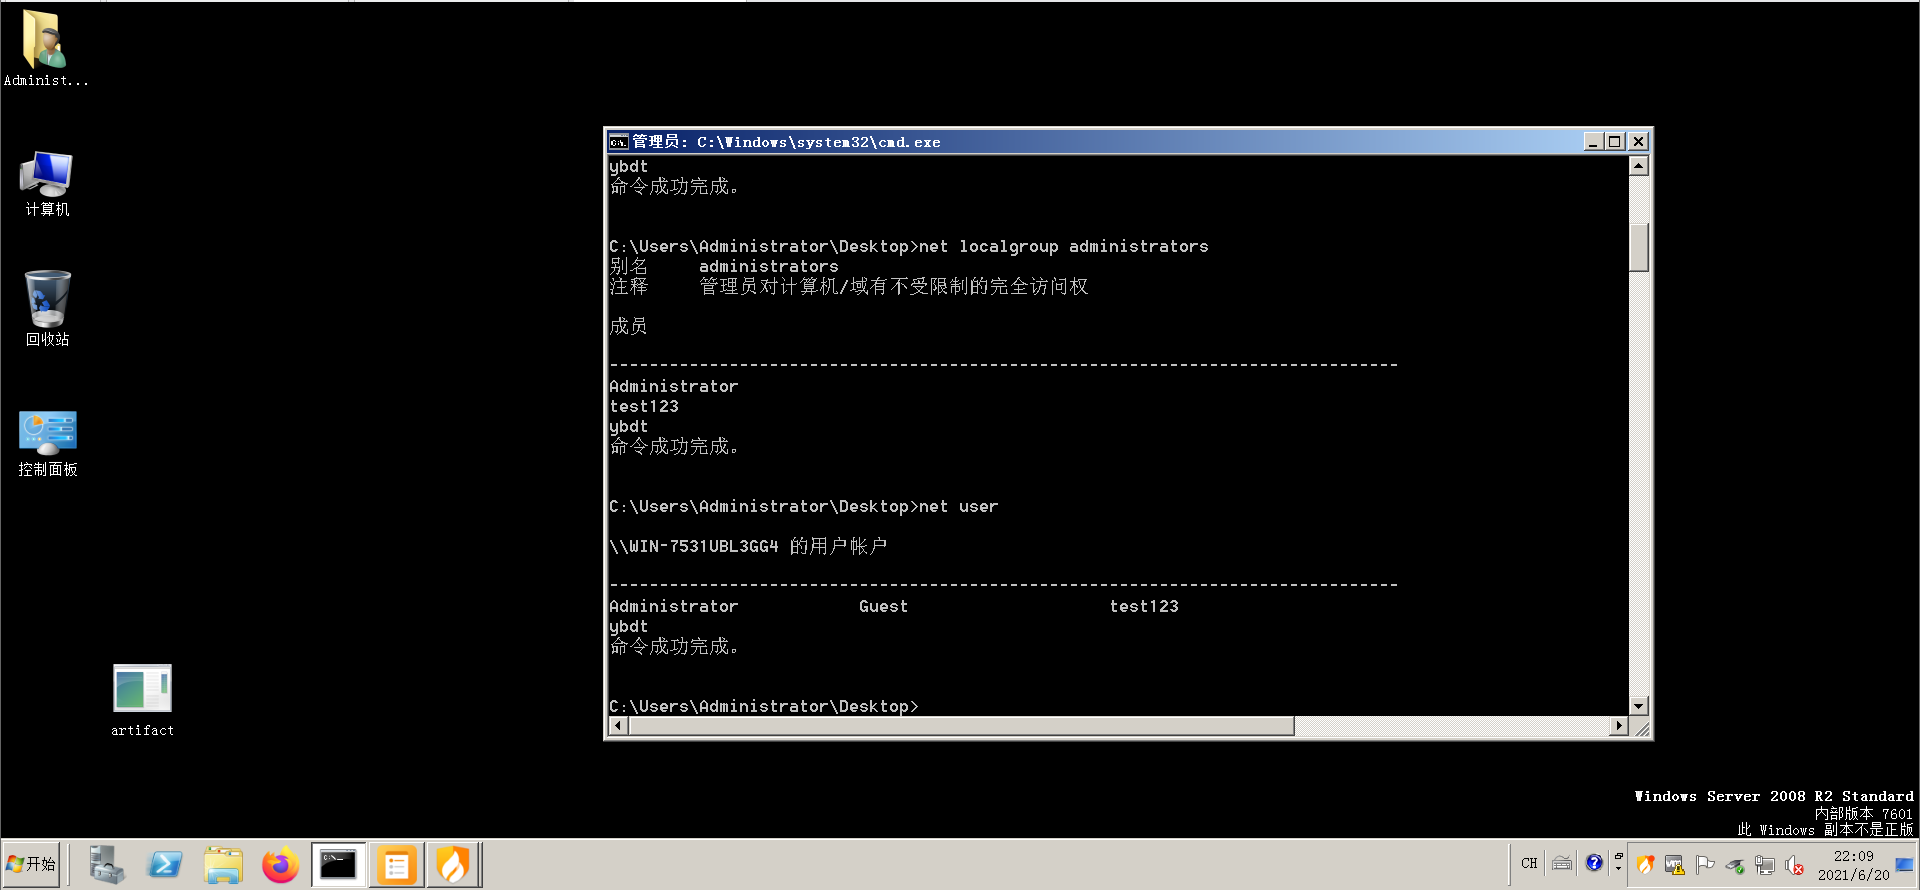 Administ...
计算机
回收站
控制面板
artifact
管理员: C:\Windows\system32\cmd.exe
ybdt
命令成功完成。
C:\Users\Administrator\Desktop>net localgroup administrators
别名     administrators
注释     管理员对计算机/域有不受限制的完全访问权
成员
-------------------------------------------------------------------------------
Administrator
test123
ybdt
命令成功完成。
C:\Users\Administrator\Desktop>net user
\\WIN-7531UBL3GG4 的用户帐户
-------------------------------------------------------------------------------
Administrator            Guest                    test123
ybdt
命令成功完成。
C:\Users\Administrator\Desktop>
Windows Server 2008 R2 Standard
内部版本 7601
此 Windows 副本不是正版
开始
CH
22:09
2021/6/20